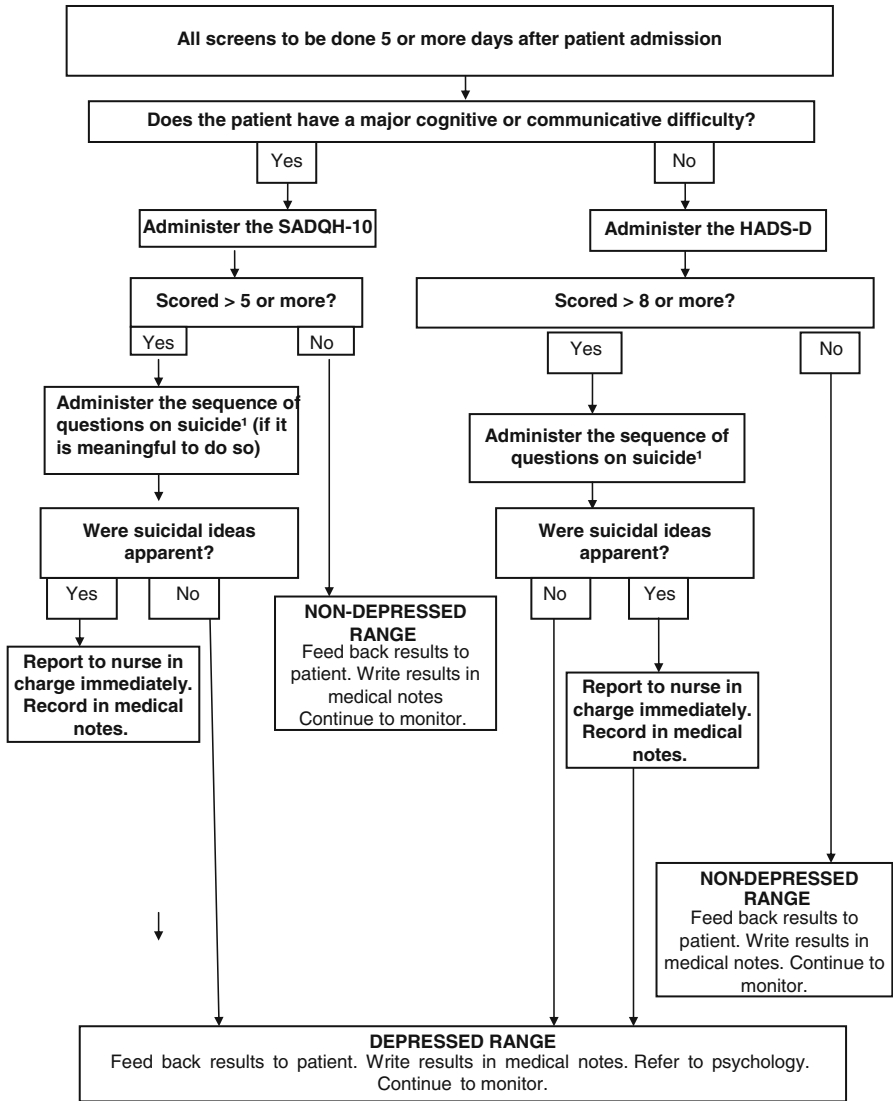 All screens to be done 5 or more days after patient admission
Does the patient have a major cognitive or communicative difficulty?
Yes
No
Administer the SADQH-10
Administer the HADS-D
Scored > 5 or more?
Scored > 8 or more?
Yes
No
Yes
No
Administer the sequence of
questions on suicide¹ (if it
is meaningful to do so)
Administer the sequence of
questions on suicide¹
Were suicidal ideas
apparent?
Were suicidal ideas
apparent?
Yes
No
No
Yes
NON-DEPRESSED
RANGE
Feed back results to
patient. Write results in
medical notes
Continue to monitor.
Report to nurse in
charge immediately.
Record in medical
notes.
Report to nurse in
charge immediately.
Record in medical
notes.
NON-DEPRESSED
RANGE
Feed back results to
patient. Write results in
medical notes. Continue to
monitor.
DEPRESSED RANGE
Feed back results to patient. Write results in medical notes. Refer to psychology.
Continue to monitor.